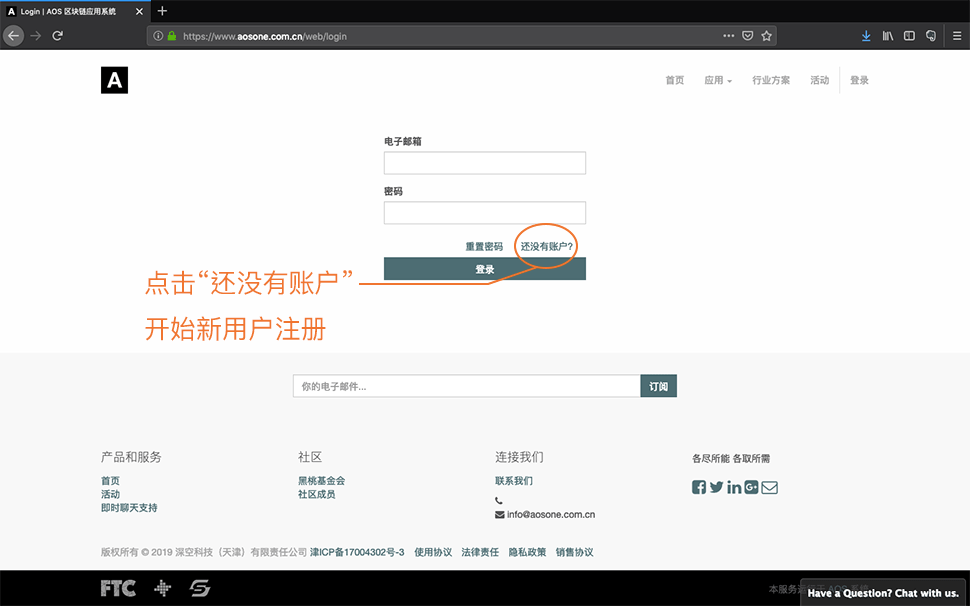 A Login | AOS 区块链应用系统
https://www.aosone.com.cn/web/login
A
首页 应用 行业方案 活动 登录
电子邮箱
密码
重置密码 还没有账户?
登录
点击“还没有账户”
开始新用户注册
你的电子邮件... 订阅
产品和服务 社区 连接我们 各尽所能 各取所需
首页 黑桃基金会 联系我们
活动 社区成员
即时聊天支持
info@aosone.com.cn
版权所有 © 2019 深空科技（天津）有限责任公司 津ICP备17004302号-3 使用协议 法律责任 隐私政策 销售协议
FTC
Have a Question? Chat with us.